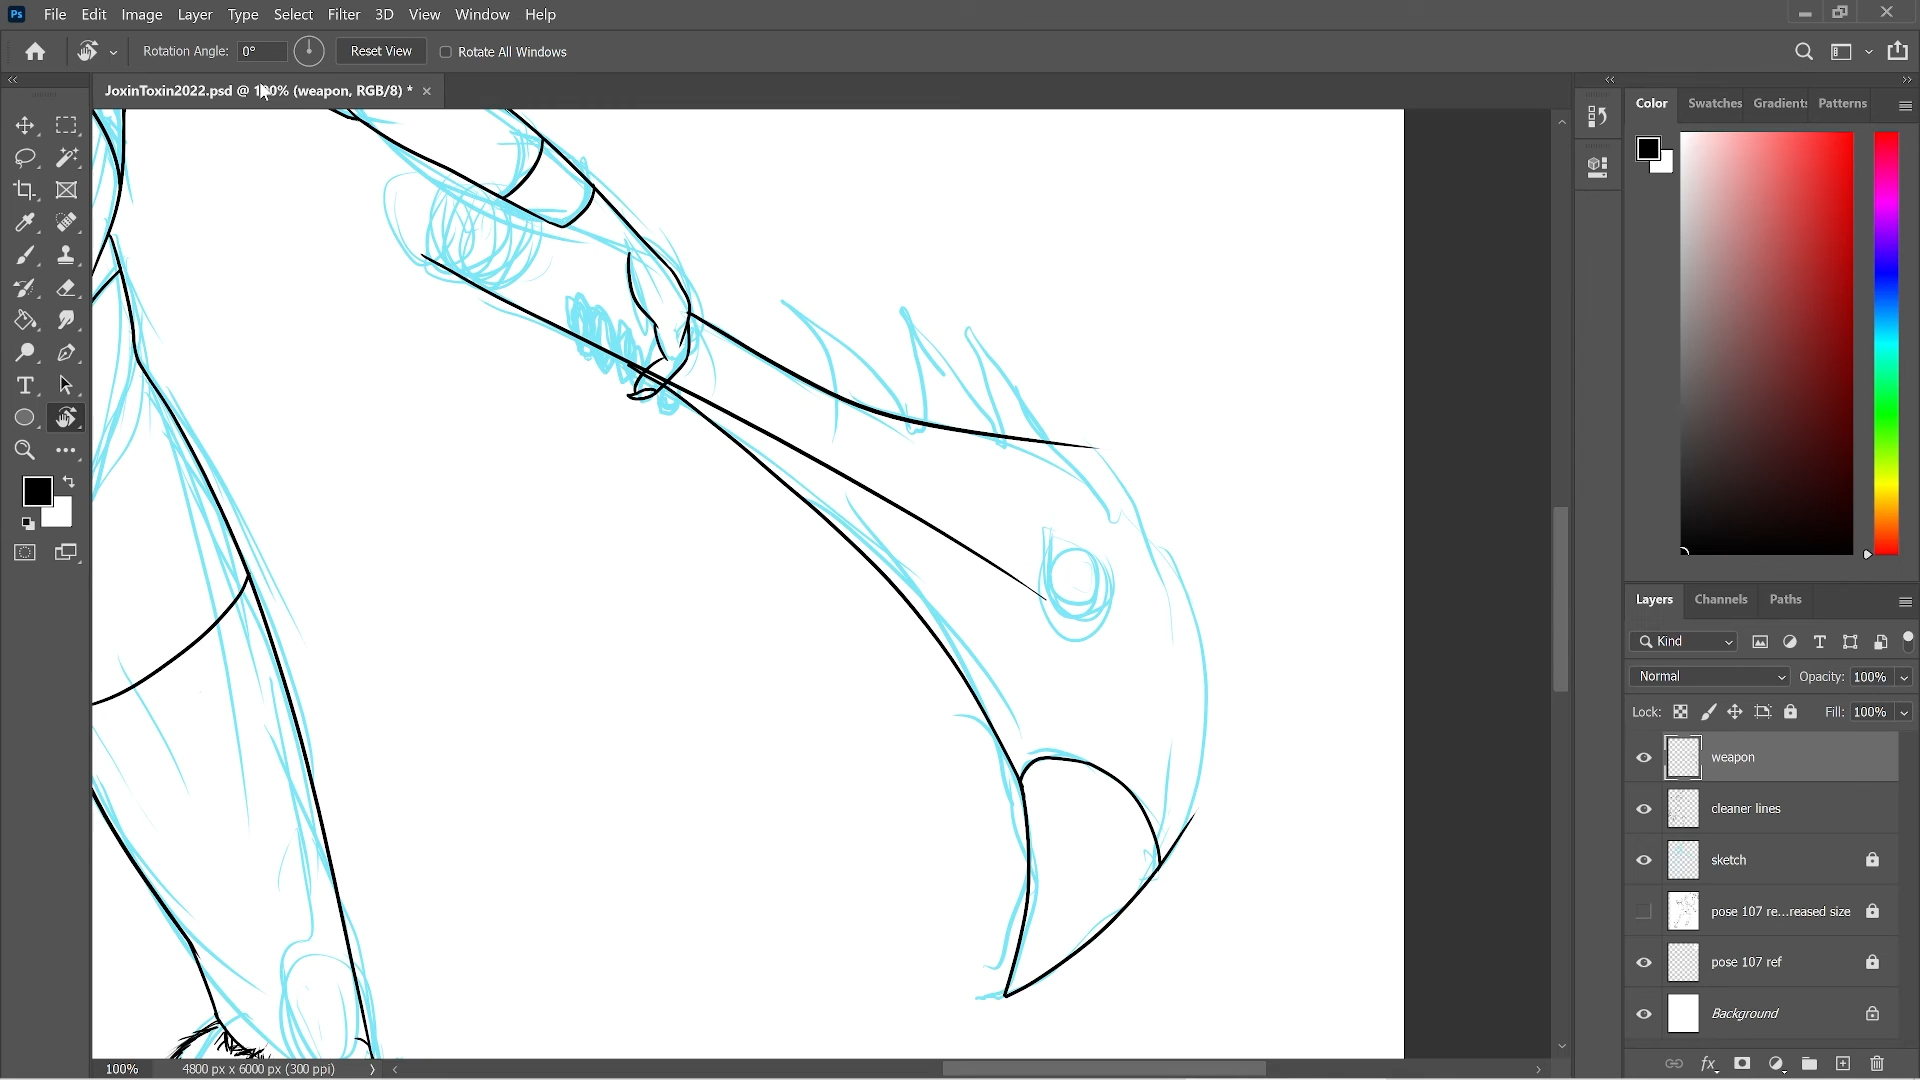 Ps File Edit Image Layer Type Select Filter 3D View Window Help
Rotation Angle: 0° Reset View Rotate All Windows
JoxinToxin2022.psd @ 100% (weapon, RGB/8) *
Color Swatches Gradients Patterns
Layers Channels Paths
Kind
Normal Opacity: 100%
Lock: Fill: 100%
weapon
cleaner lines
sketch
pose 107 re...reased size
pose 107 ref
Background
100% 4800 px x 6000 px (300 ppi)